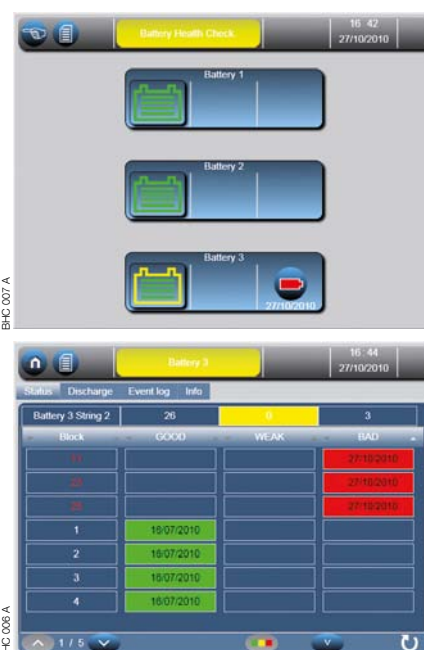 Battery Health Check
16 42
27/10/2010
Battery 1
Battery 2
Battery 3
27/10/2010
BHC 007 A
Battery 3
16 44
27/10/2010
Status Discharge Event log Info
Battery 3 String 2 26 0 3
Block GOOD WEAK BAD
27/10/2010
27/10/2010
27/10/2010
1 16/07/2010
2 16/07/2010
3 16/07/2010
4 16/07/2010
1 / 5
V
HC 006 A